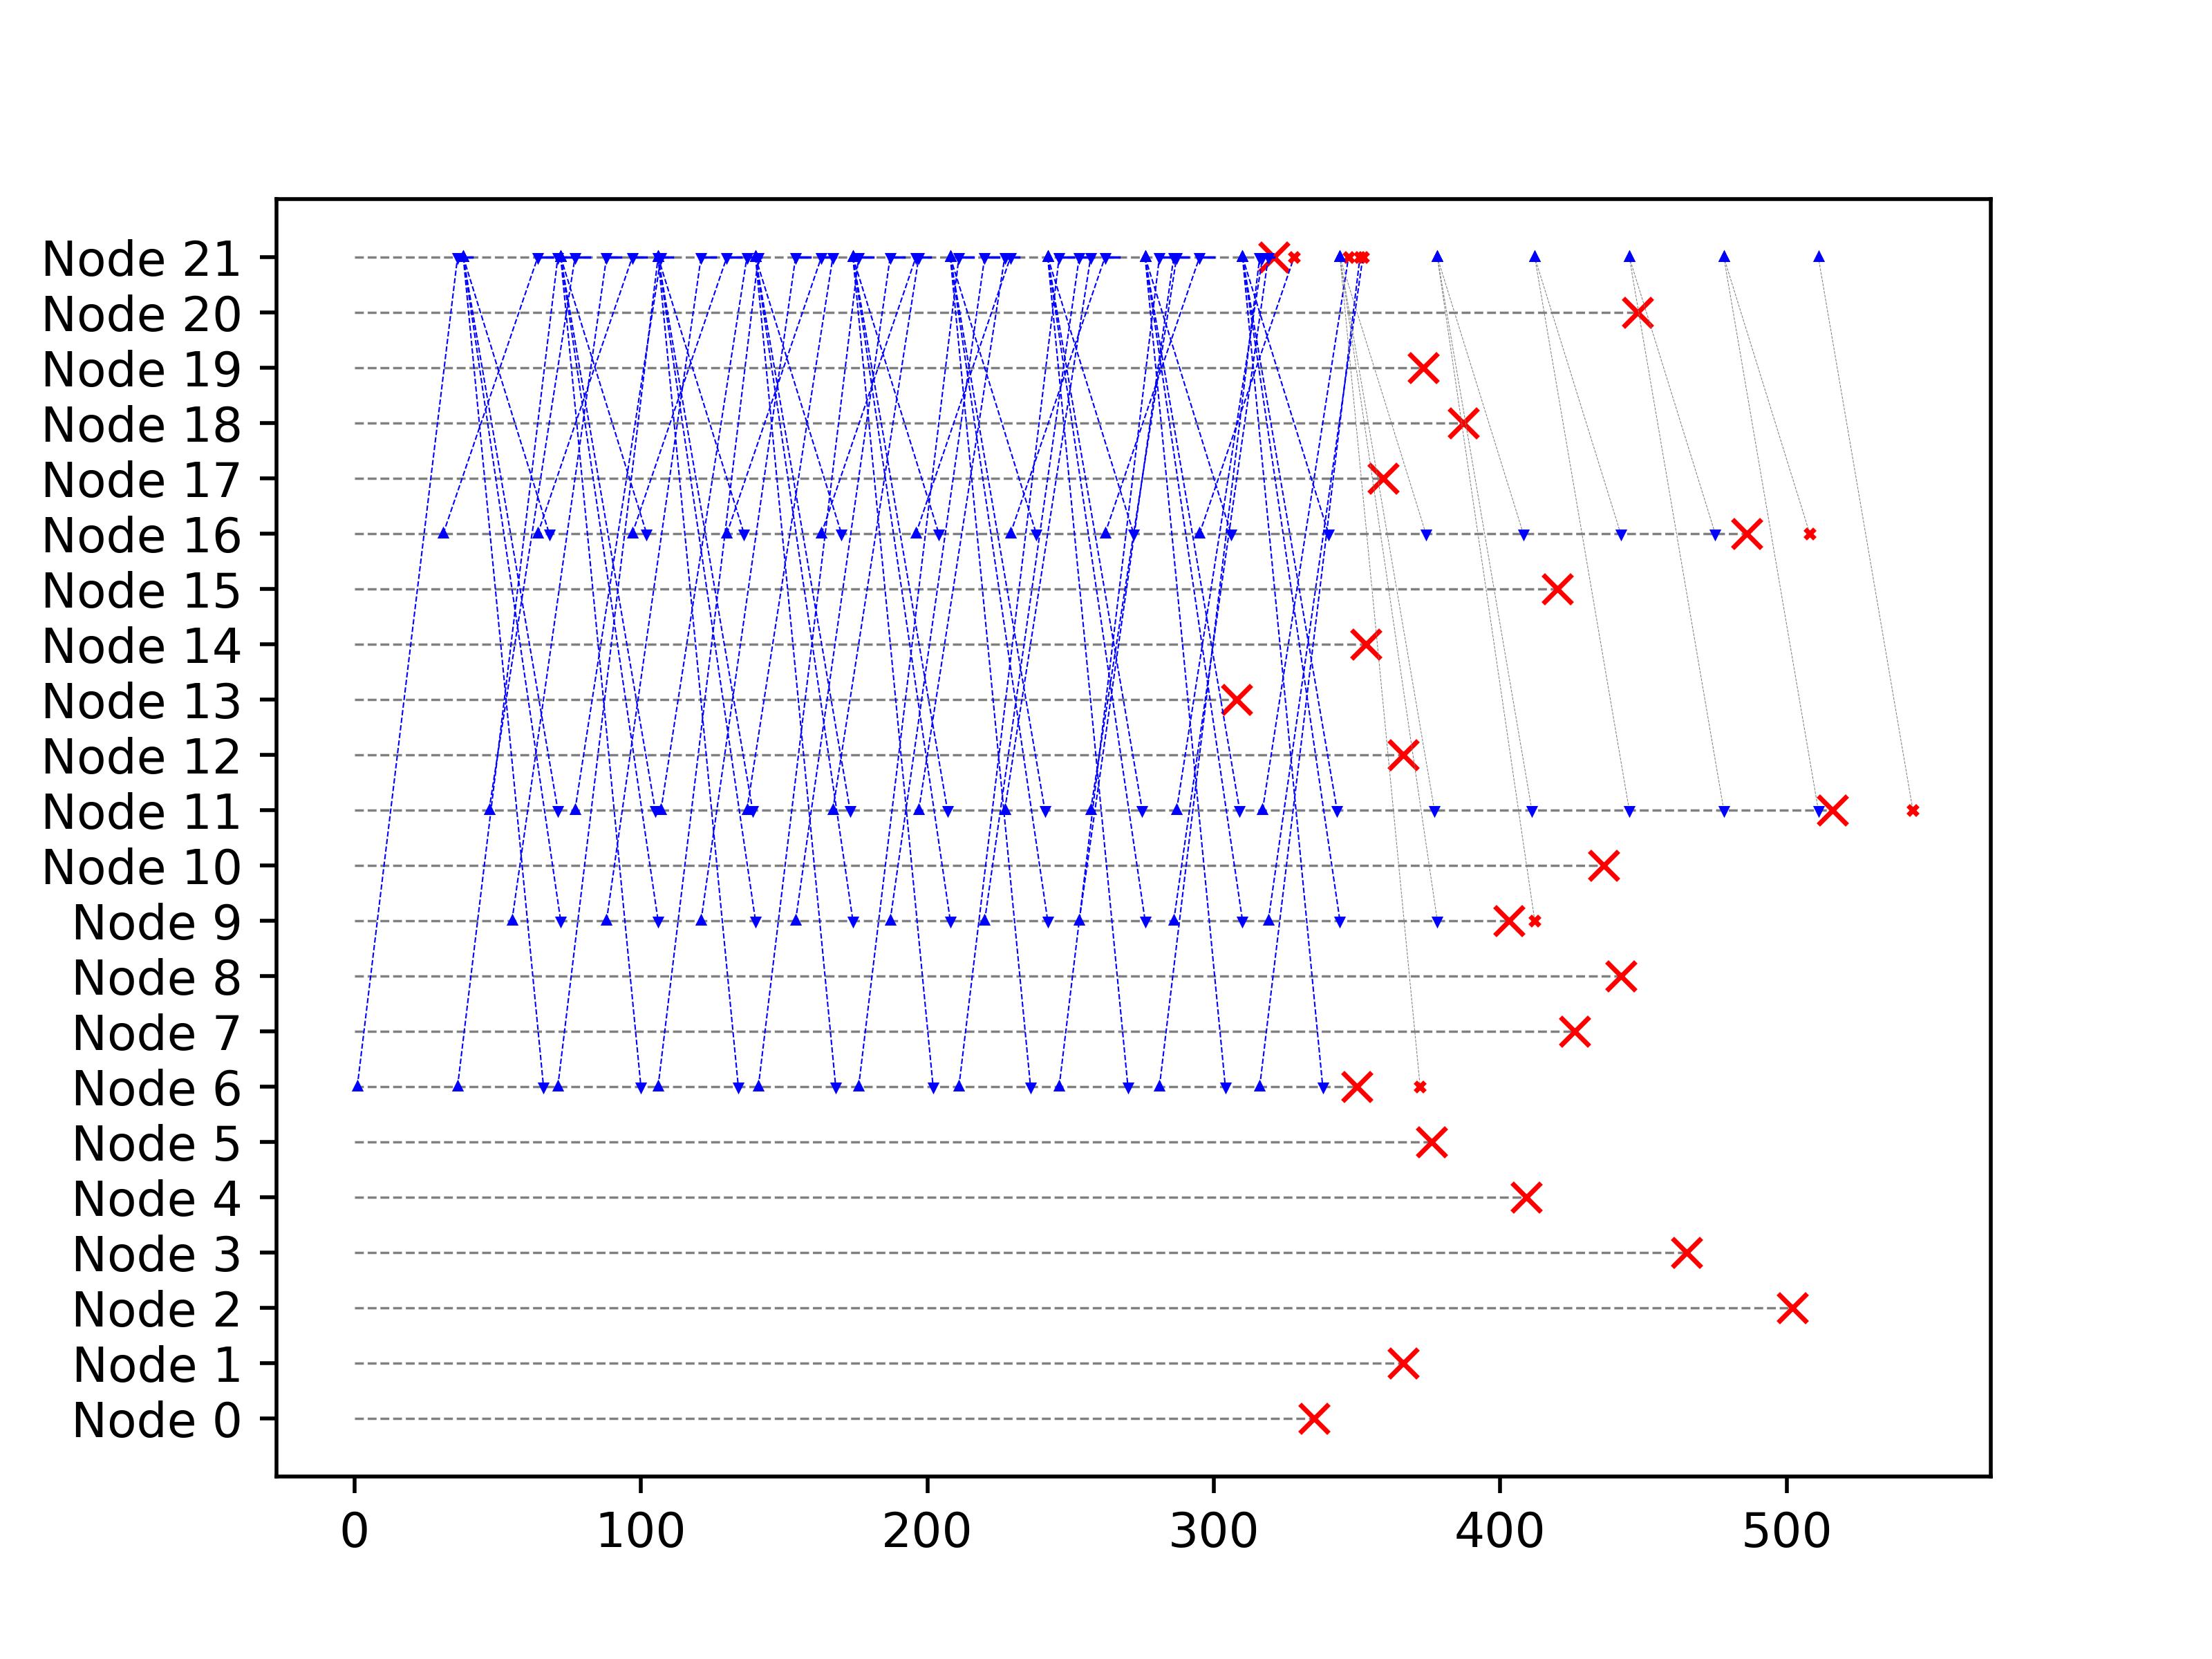 Node 21
Node 20
Node 19
Node 18
Node 17
Node 16
Node 15
Node 14
Node 13
Node 12
Node 11
Node 10
Node 9
Node 8
Node 7
Node 6
Node 5
Node 4
Node 3
Node 2
Node 1
Node 0
0 100 200 300 400 500